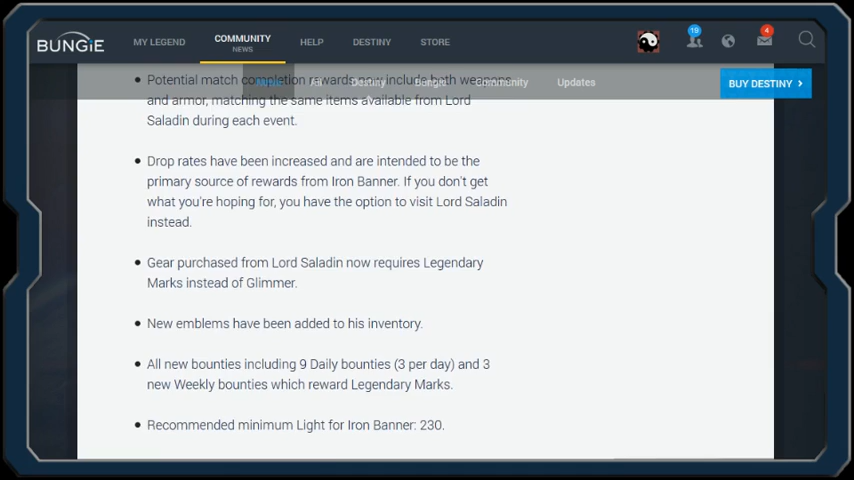 BUNGiE
MY LEGEND
COMMUNITY
NEWS
HELP
DESTINY
STORE
19
4
Potential match completion rewards now include both weapons
News All Destiny Bungie Community Updates
BUY DESTINY
and armor, matching the same items available from Lord
Saladin during each event.
Drop rates have been increased and are intended to be the
primary source of rewards from Iron Banner. If you don't get
what you're hoping for, you have the option to visit Lord Saladin
instead.
Gear purchased from Lord Saladin now requires Legendary
Marks instead of Glimmer.
New emblems have been added to his inventory.
All new bounties including 9 Daily bounties (3 per day) and 3
new Weekly bounties which reward Legendary Marks.
Recommended minimum Light for Iron Banner: 230.